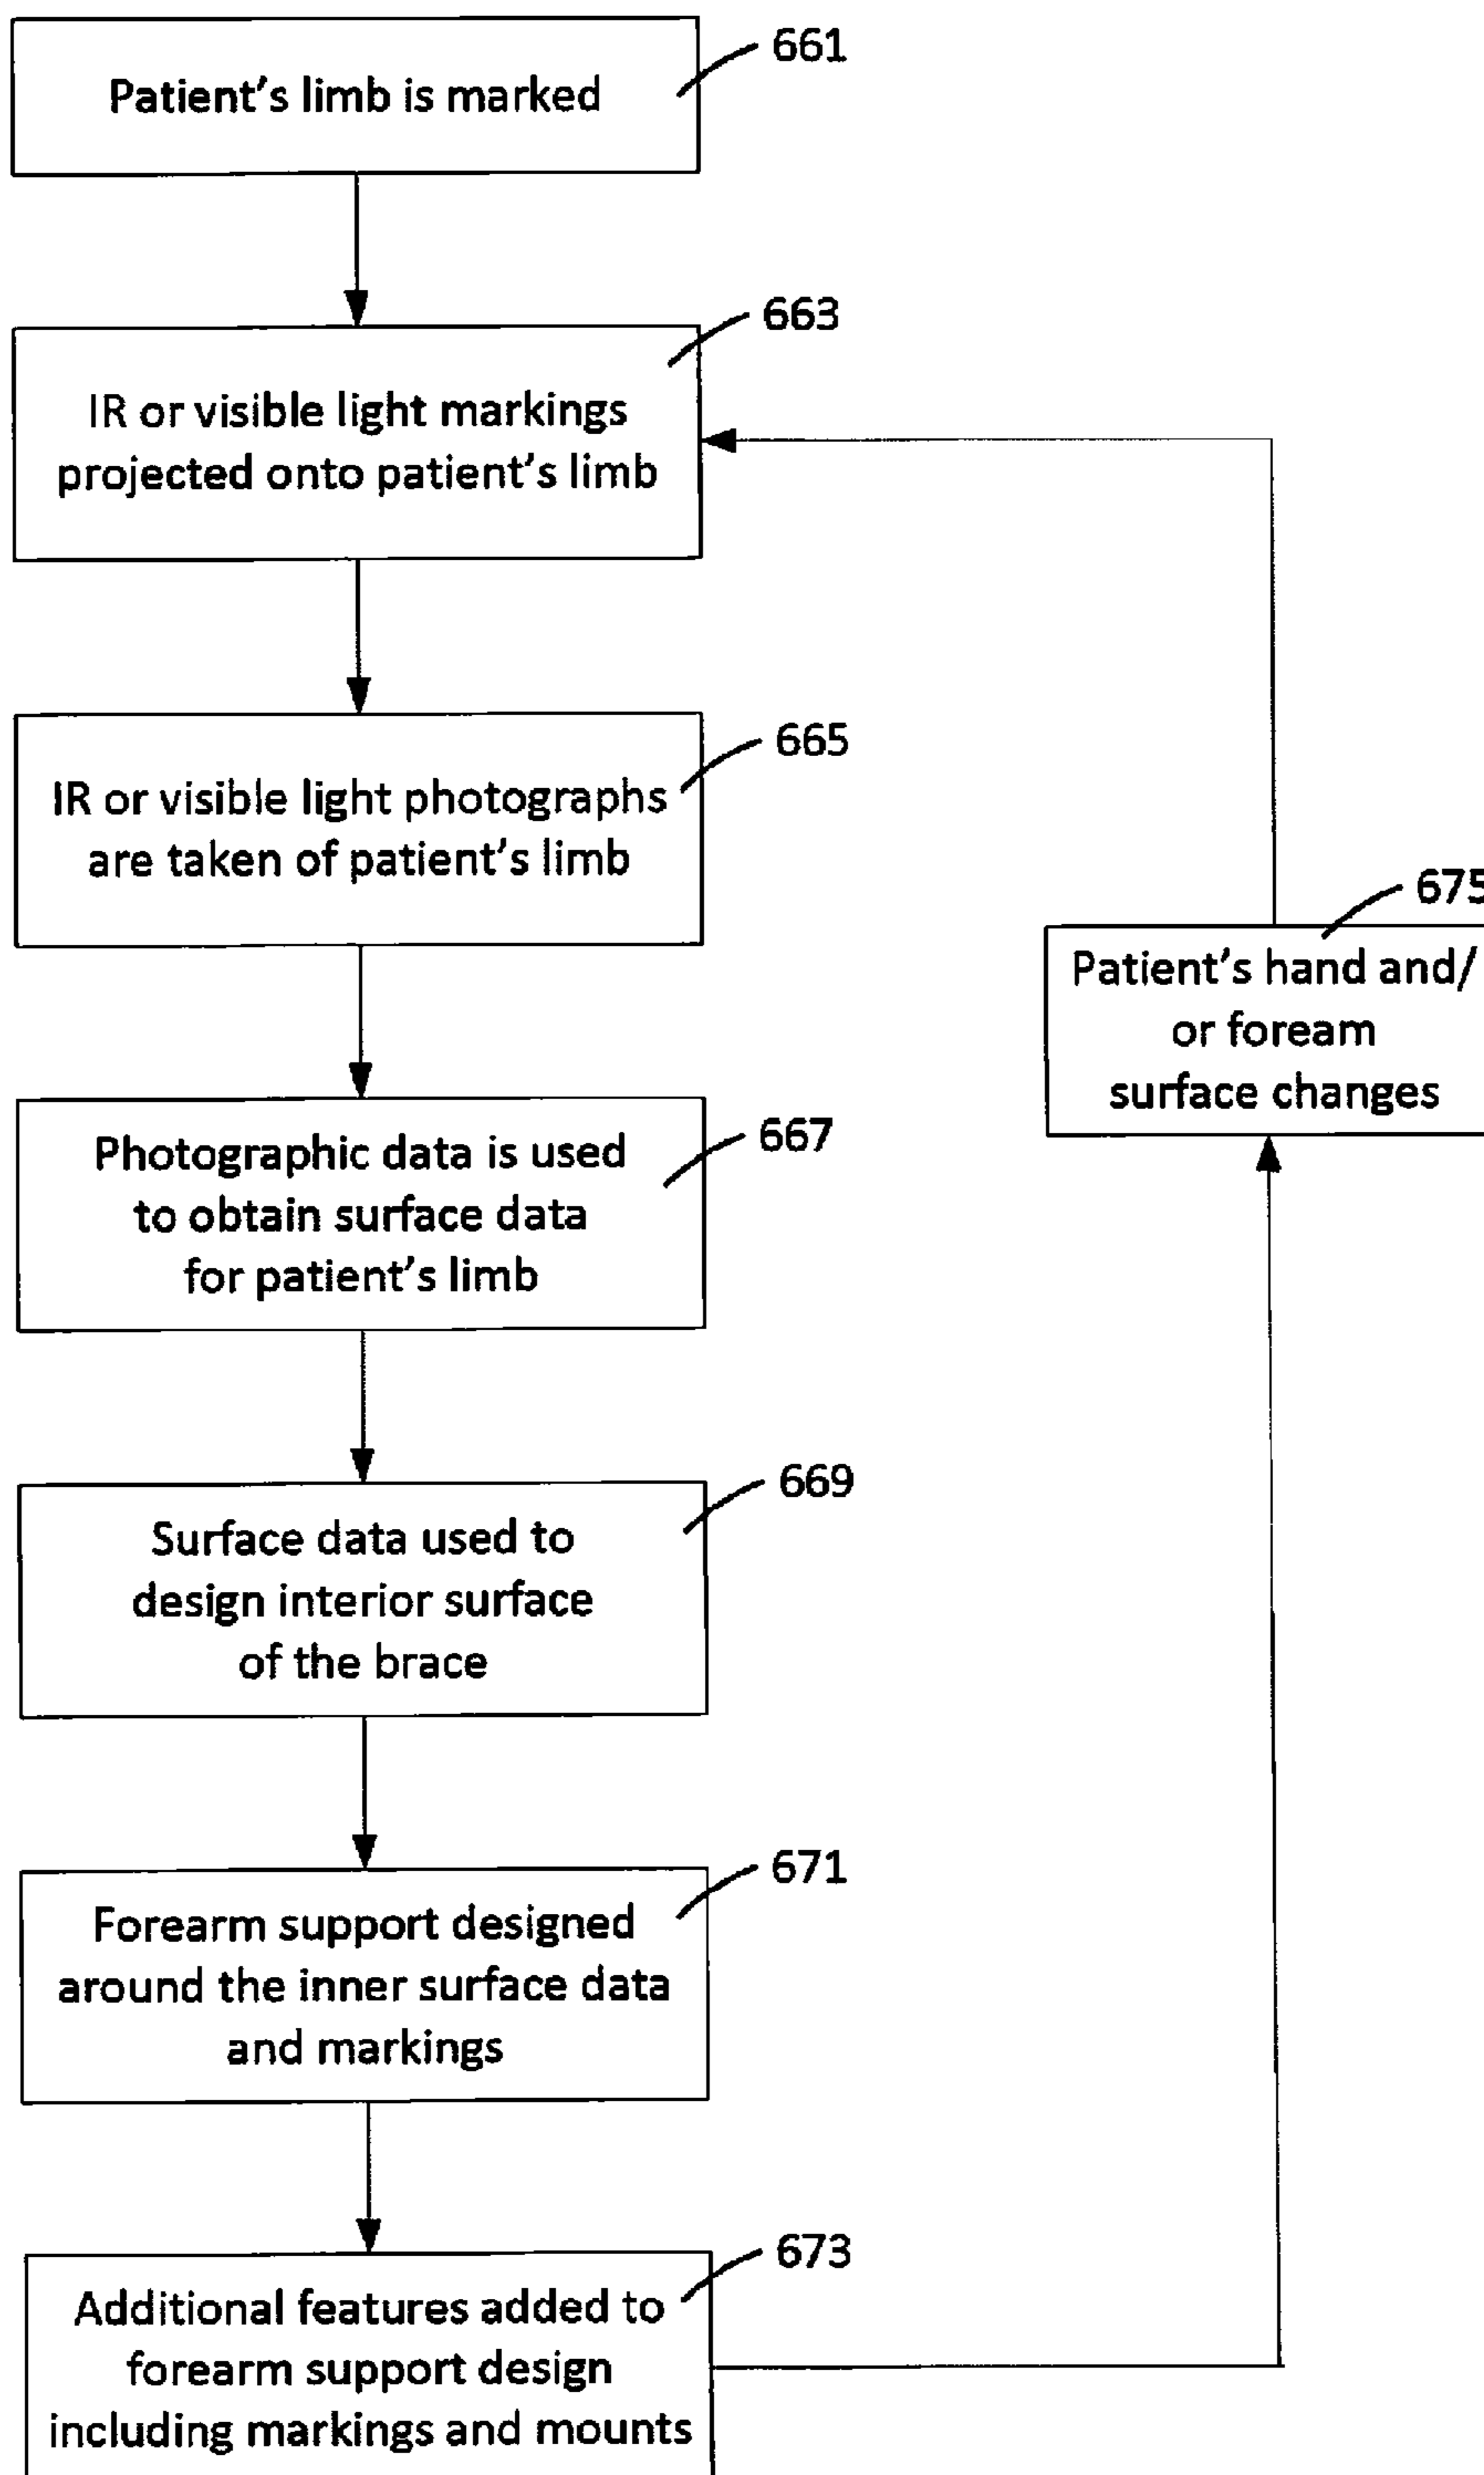 661
Patient's limb is marked
663
IR or visible light markings
projected onto patient's limb
665
IR or visible light photographs
are taken of patient's limb
675
Patient's hand and/
or foream
surface changes
667
Photographic data is used
to obtain surface data
for patient's limb
669
Surface data used to
design interior surface
of the brace
671
Forearm support designed
around the inner surface data
and markings
673
Additional features added to
forearm support design
including markings and mounts